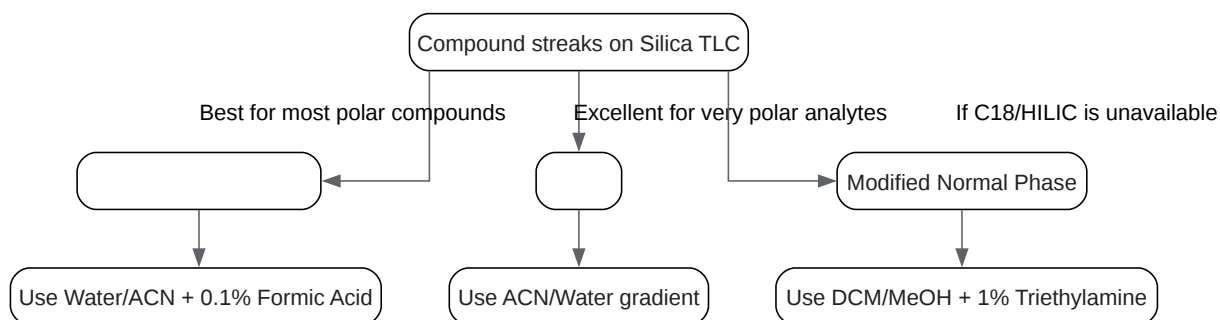 Compound streaks on Silica TLC
Best for most polar compounds
Excellent for very polar analytes
If C18/HILIC is unavailable
Modified Normal Phase
Use Water/ACN + 0.1% Formic Acid
Use ACN/Water gradient
Use DCM/MeOH + 1% Triethylamine